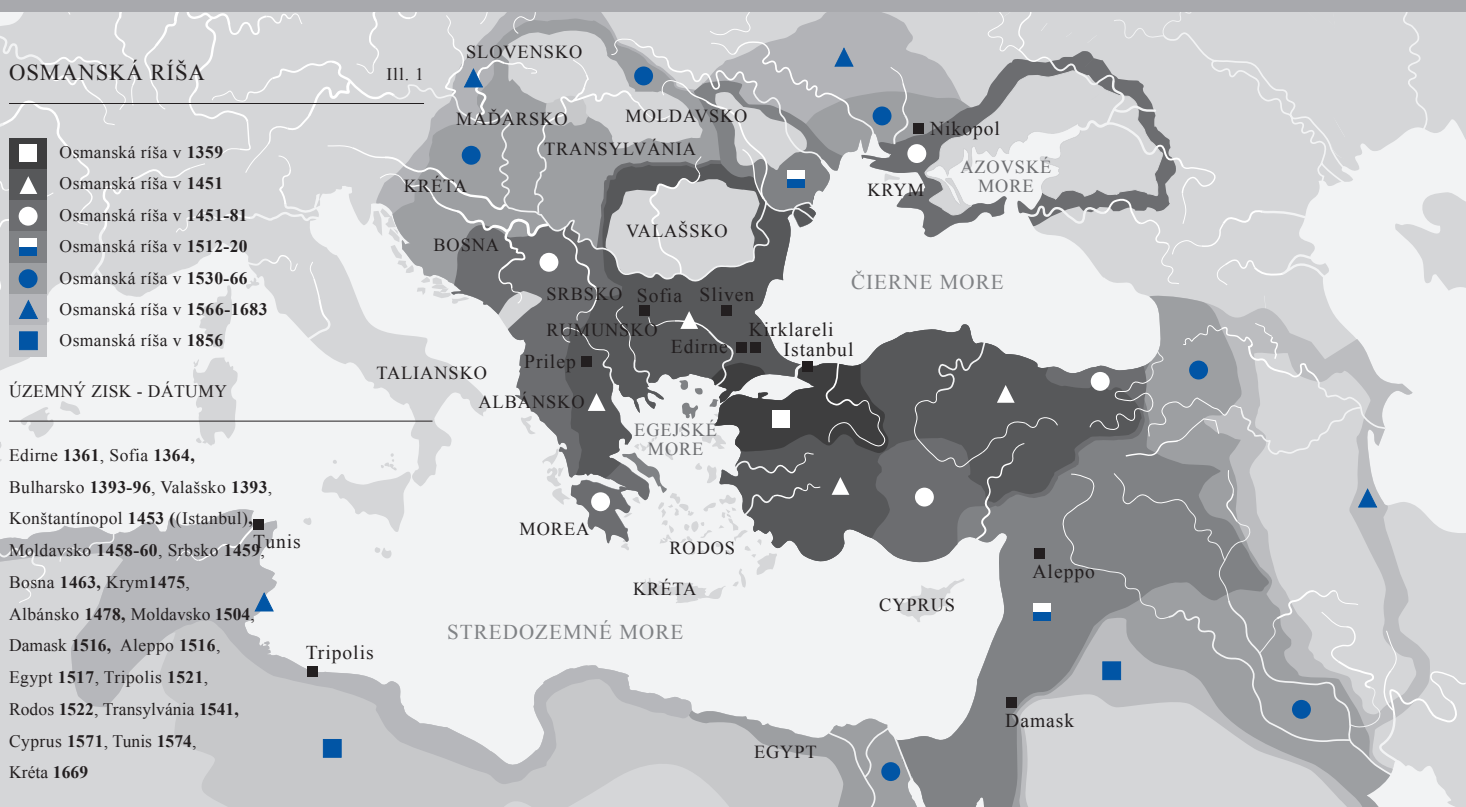 OSMANSKÁ RÍŠA
Ill. 1
Osmanská ríša v 1359
Osmanská ríša v 1451
Osmanská ríša v 1451-81
Osmanská ríša v 1512-20
Osmanská ríša v 1530-66
Osmanská ríša v 1566-1683
Osmanská ríša v 1856
ÚZEMNÝ ZISK - DÁTUMY
Edirne 1361, Sofia 1364,
Bulharsko 1393-96, Valašsko 1393,
Konštantínopol 1453 ((Istanbul),
Moldavsko 1458-60, Srbsko 1459,
Bosna 1463, Krym1475,
Albánsko 1478, Moldavsko 1504,
Damask 1516, Aleppo 1516,
Egypt 1517, Tripolis 1521,
Rodos 1522, Transylvánia 1541,
Cyprus 1571, Tunis 1574,
Kréta 1669
SLOVENSKO
MAĎARSKO
MOLDAVSKO
TRANSYLVÁNIA
KRÉTA
Nikopol
AZOVSKÉ
MORE
KRYM
BOSNA
VALAŠSKO
ČIERNE MORE
SRBSKO
Sofia
Sliven
RUMUNSKO
Kirklareli
Edirne
Istanbul
Prilep
TALIANSKO
ALBÁNSKO
EGEJSKÉ
MORE
MOREA
Tunis
RODOS
Aleppo
KRÉTA
CYPRUS
STREDOZEMNÉ MORE
Tripolis
Damask
EGYPT